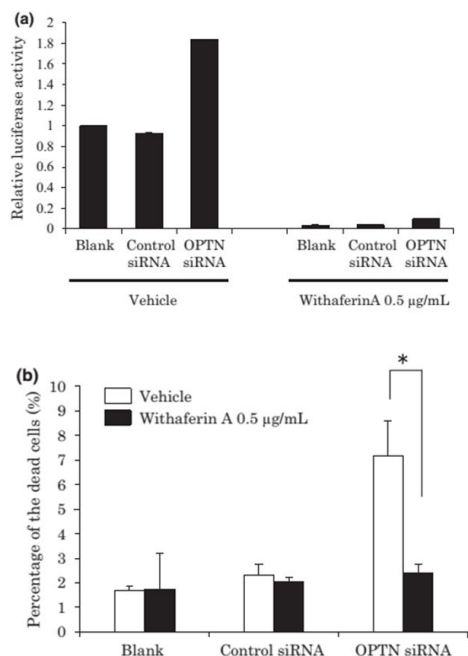 (a)
Relative luciferase activity
2
1.8
1.6
1.4
1.2
1
0.8
0.6
0.4
0.2
0
Blank Control siRNA OPTN siRNA Blank Control siRNA OPTN siRNA
Vehicle WithaferinA 0.5 µg/mL
(b)
Percentage of the dead cells (%)
10
9
8
7
6
5
4
3
2
1
0
Vehicle
Withaferin A 0.5 µg/mL
*
Blank Control siRNA OPTN siRNA